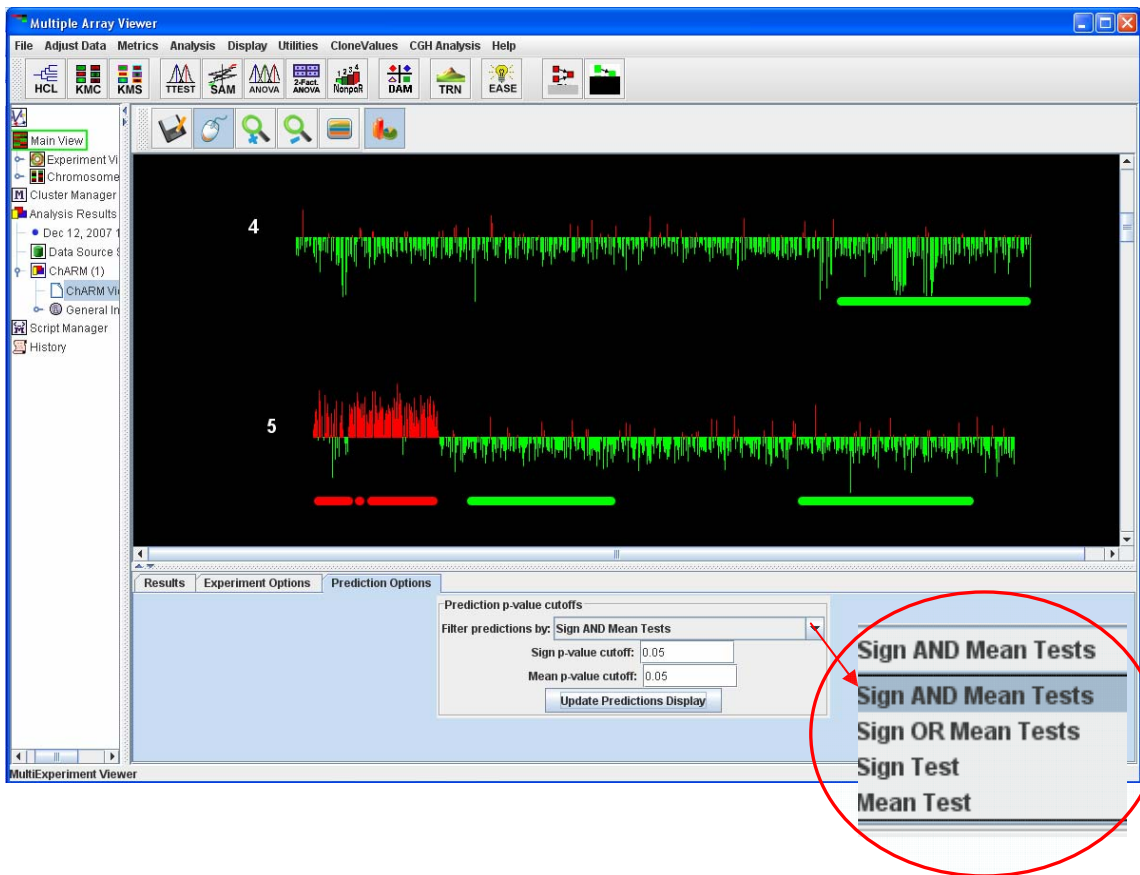 Multiple Array Viewer
File Adjust Data Metrics Analysis Display Utilities CloneValues CGH Analysis Help
HCL KMC KMS TTEST SAM ANOVA 2-Fact. ANOVA 1 2 3 4 NonpaR DAM TRN EASE
Main View
Experiment Vi
Chromosome
M Cluster Manager
Analysis Results
Dec 12, 2007 1
Data Source S
ChARM (1)
ChARM Vi
General In
Script Manager
History
4
5
Results Experiment Options Prediction Options
Prediction p-value cutoffs
Filter predictions by: Sign AND Mean Tests
Sign p-value cutoff: 0.05
Mean p-value cutoff: 0.05
Update Predictions Display
Sign AND Mean Tests
Sign AND Mean Tests
Sign OR Mean Tests
Sign Test
Mean Test
MultiExperiment Viewer